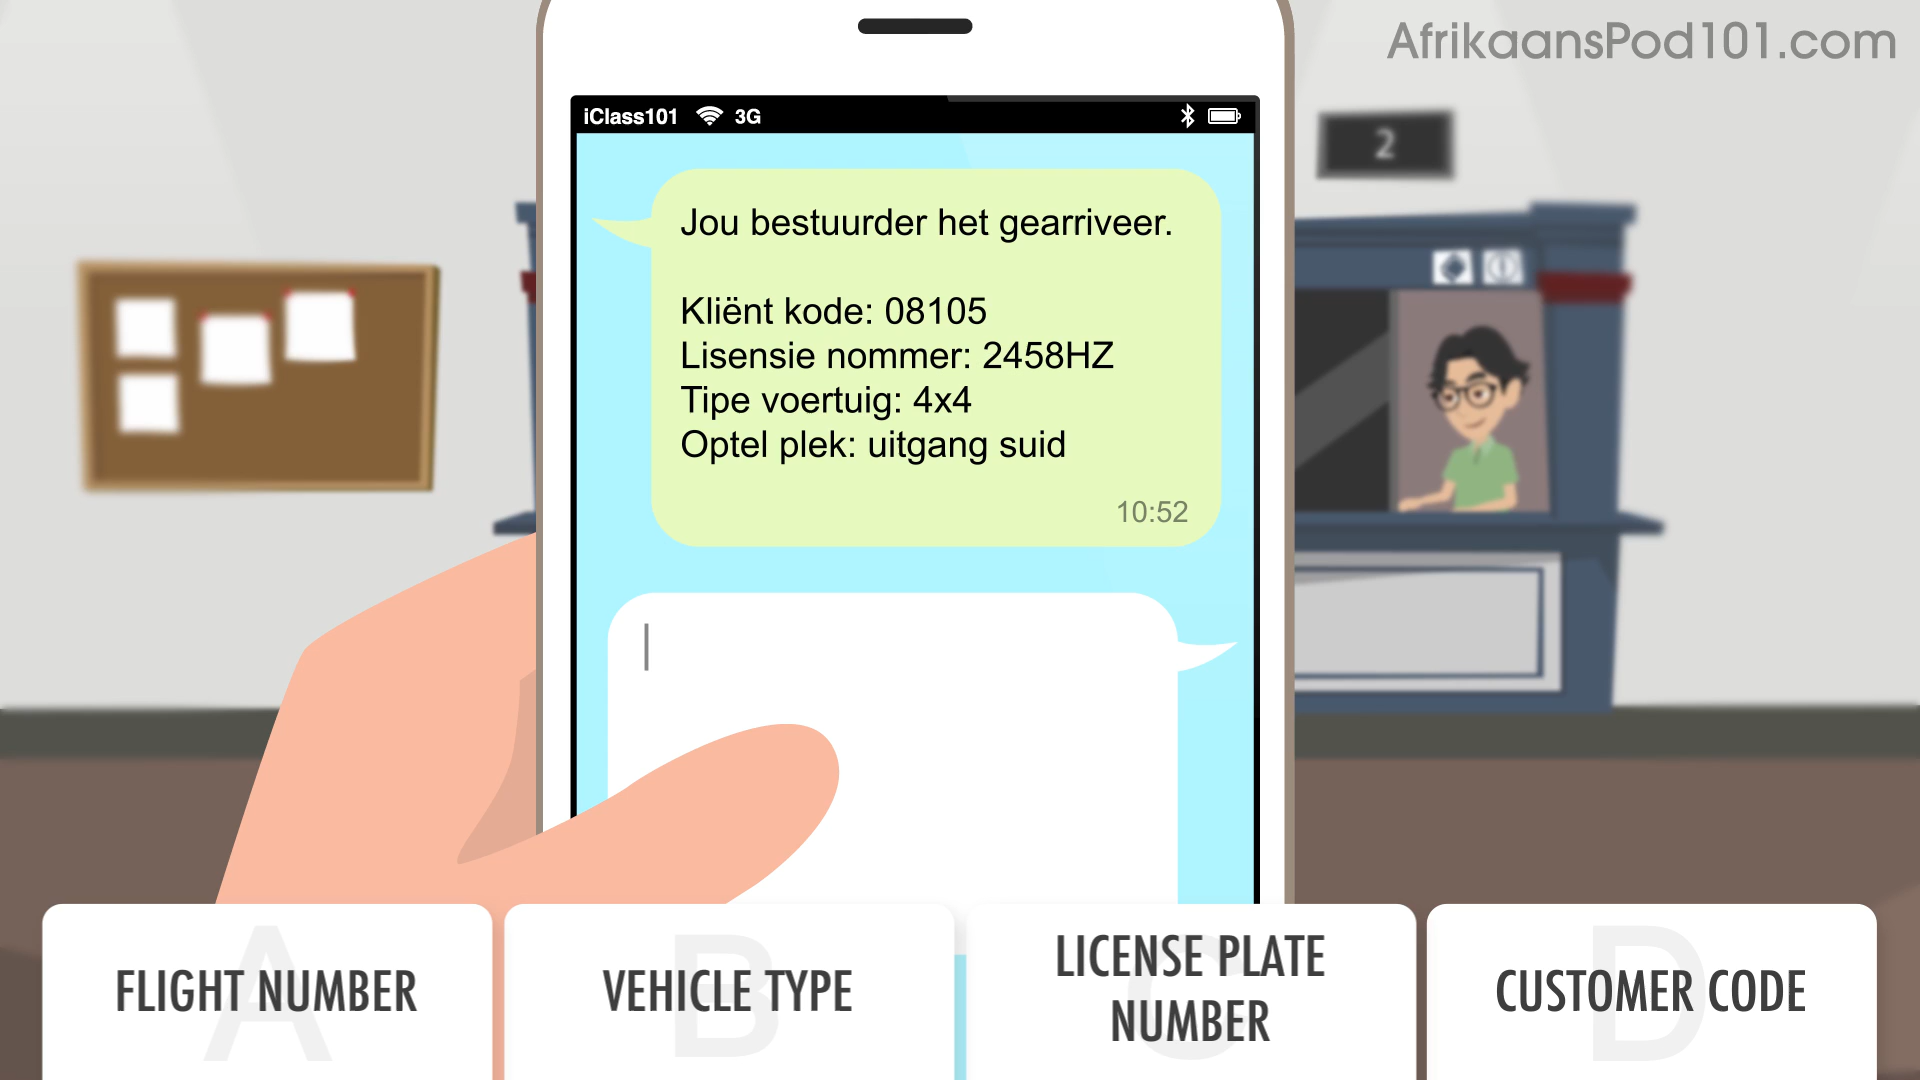 AfrikaansPod101.com
iClass101 3G
2
Jou bestuurder het gearriveer.
Kliënt kode: 08105
Lisensie nommer: 2458HZ
Tipe voertuig: 4x4
Optel plek: uitgang suid
10:52
A
FLIGHT NUMBER
B
VEHICLE TYPE
C
LICENSE PLATE
NUMBER
D
CUSTOMER CODE